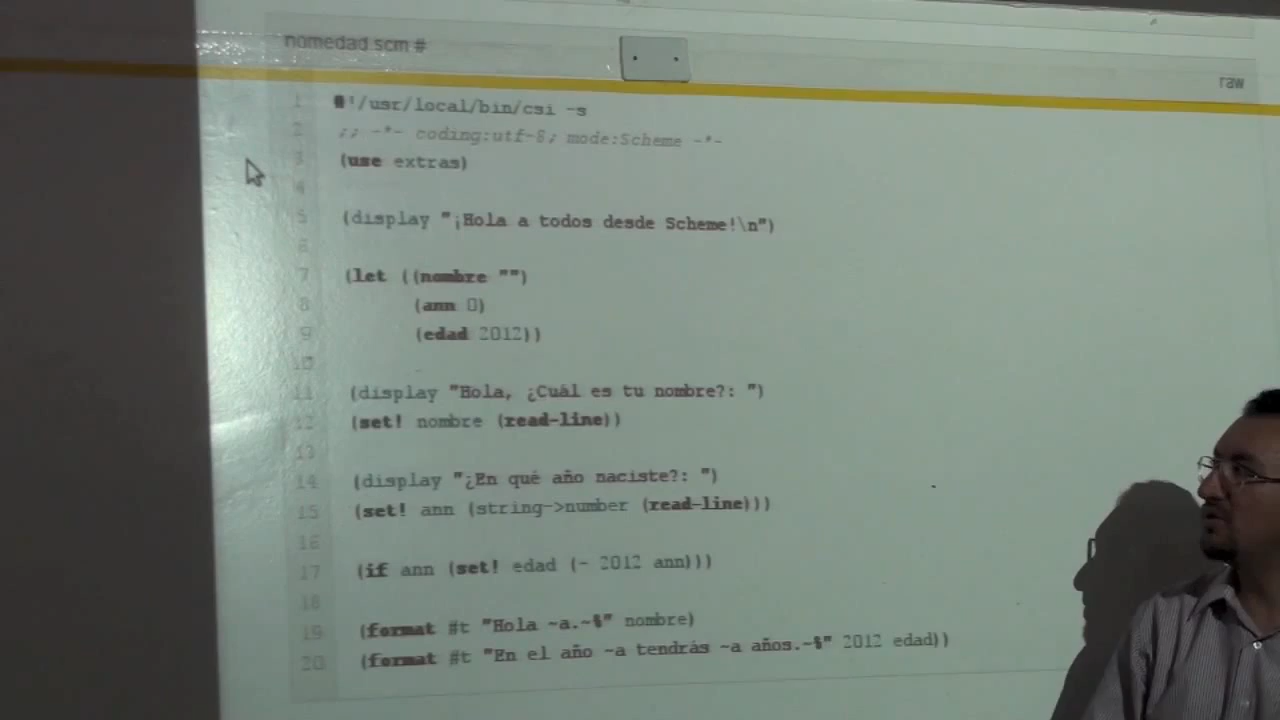 nomedad.scm #
raw
1 #!/usr/local/bin/csi -s
2 ;; -*- coding:utf-8; mode:Scheme -*-
3 (use extras)
4
5 (display "¡Hola a todos desde Scheme!\n")
6
7 (let ((nombre "")
8 (ann 0)
9 (edad 2012))
10
11 (display "Hola, ¿Cuál es tu nombre?: ")
12 (set! nombre (read-line))
13
14 (display "¿En qué año naciste?: ")
15 (set! ann (string->number (read-line)))
16
17 (if ann (set! edad (- 2012 ann)))
18
19 (format #t "Hola ~a.~%" nombre)
20 (format #t "En el año ~a tendrás ~a años.~%" 2012 edad))